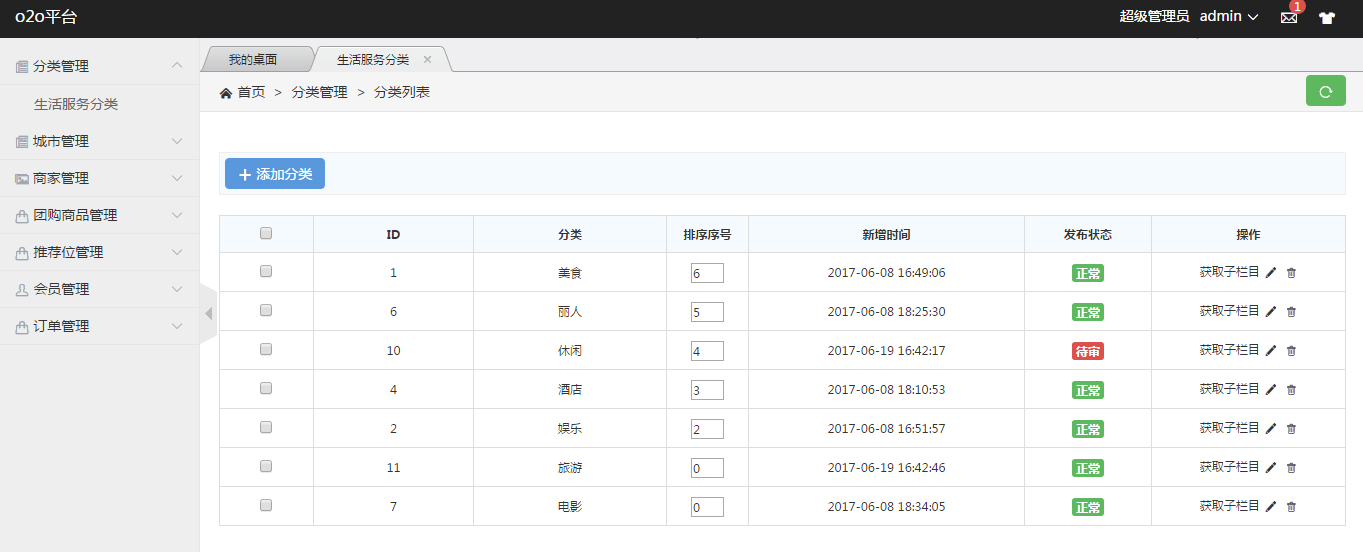 o2o平台
超级管理员 admin 1
分类管理
生活服务分类
城市管理
商家管理
团购商品管理
推荐位管理
会员管理
订单管理
我的桌面 生活服务分类
首页 > 分类管理 > 分类列表
添加分类
ID 分类 排序序号 新增时间 发布状态 操作
1 美食 6 2017-06-08 16:49:06 正常 获取子栏目
6 丽人 5 2017-06-08 18:25:30 正常 获取子栏目
10 休闲 4 2017-06-19 16:42:17 待审 获取子栏目
4 酒店 3 2017-06-08 18:10:53 正常 获取子栏目
2 娱乐 2 2017-06-08 16:51:57 正常 获取子栏目
11 旅游 0 2017-06-19 16:42:46 正常 获取子栏目
7 电影 0 2017-06-08 18:34:05 正常 获取子栏目